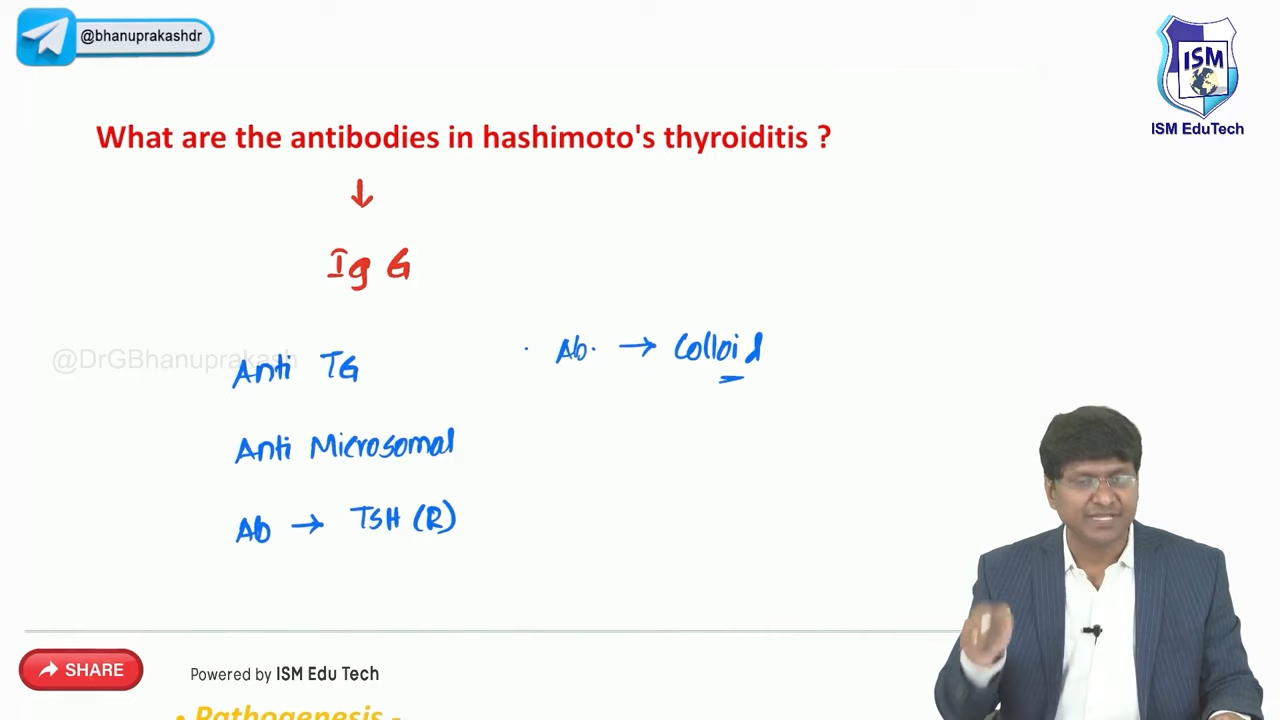 @bhanuprakashdr
ISM
ISM EduTech
What are the antibodies in hashimoto's thyroiditis ?
↓
Ig G
@DrGBhanuprakash
Anti TG
· Ab. → Colloid
Anti Microsomal
Ab → TSH (R)
SHARE
Powered by ISM Edu Tech
• Pathogenesis -